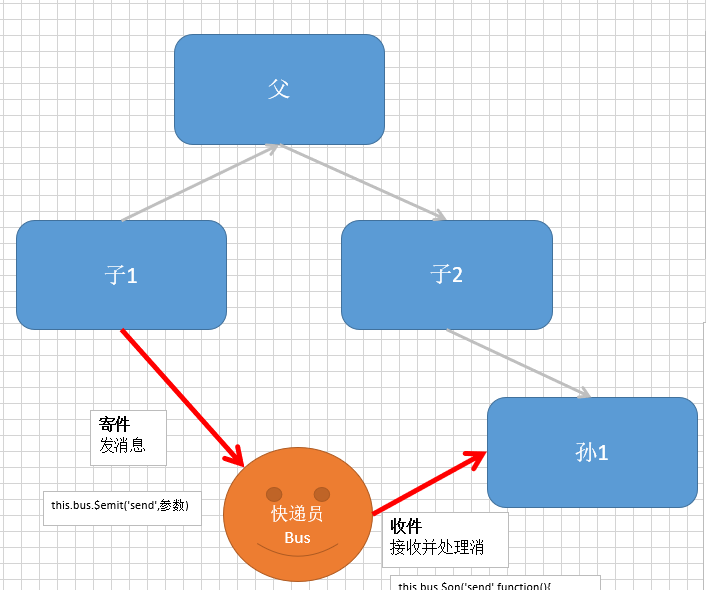 父
子1
子2
寄件
发消息
孙1
this.bus.$emit('send',参数)
快递员
Bus
收件
接收并处理消
this.bus.$on('send',function(){